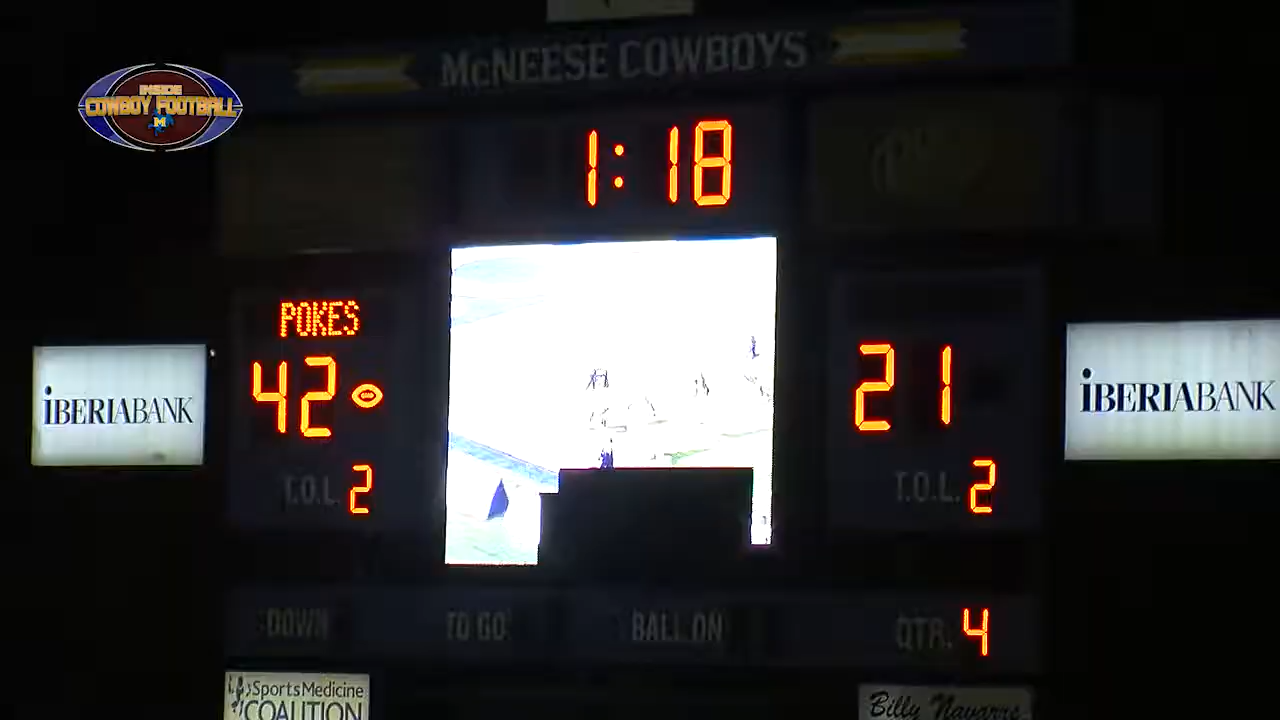 McNEESE COWBOYS
INSIDE
COWBOY FOOTBALL
M
1:18
POKES
42
21
iBERIABANK
iBERIABANK
T.O.L. 2
T.O.L. 2
DOWN
TO GO
BALL ON
QTR. 4
Sports Medicine
COALITION
Billy Navarre